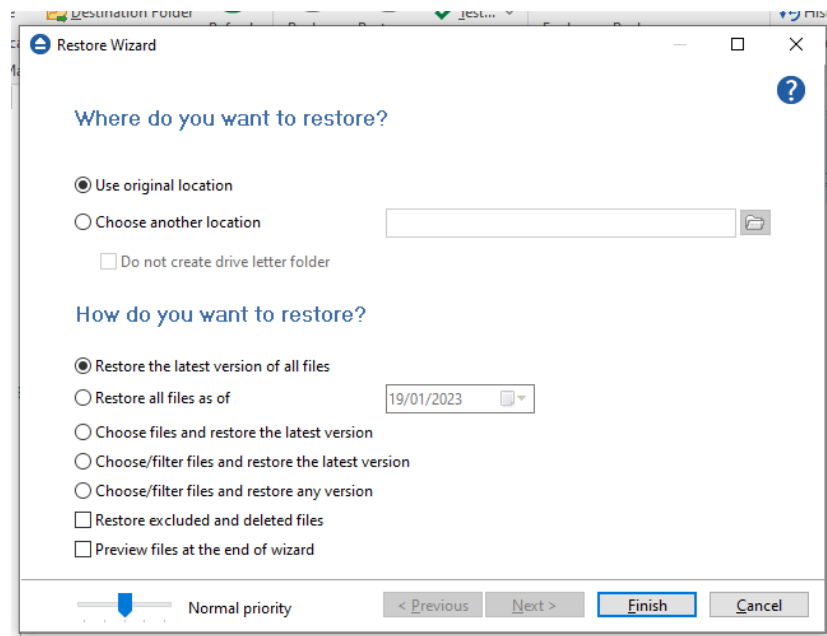 Destination Folder
Test...
Restore Wizard
?
Where do you want to restore?
Use original location
Choose another location
Do not create drive letter folder
How do you want to restore?
Restore the latest version of all files
Restore all files as of 19/01/2023
Choose files and restore the latest version
Choose/filter files and restore the latest version
Choose/filter files and restore any version
Restore excluded and deleted files
Preview files at the end of wizard
Normal priority < Previous Next > Finish Cancel